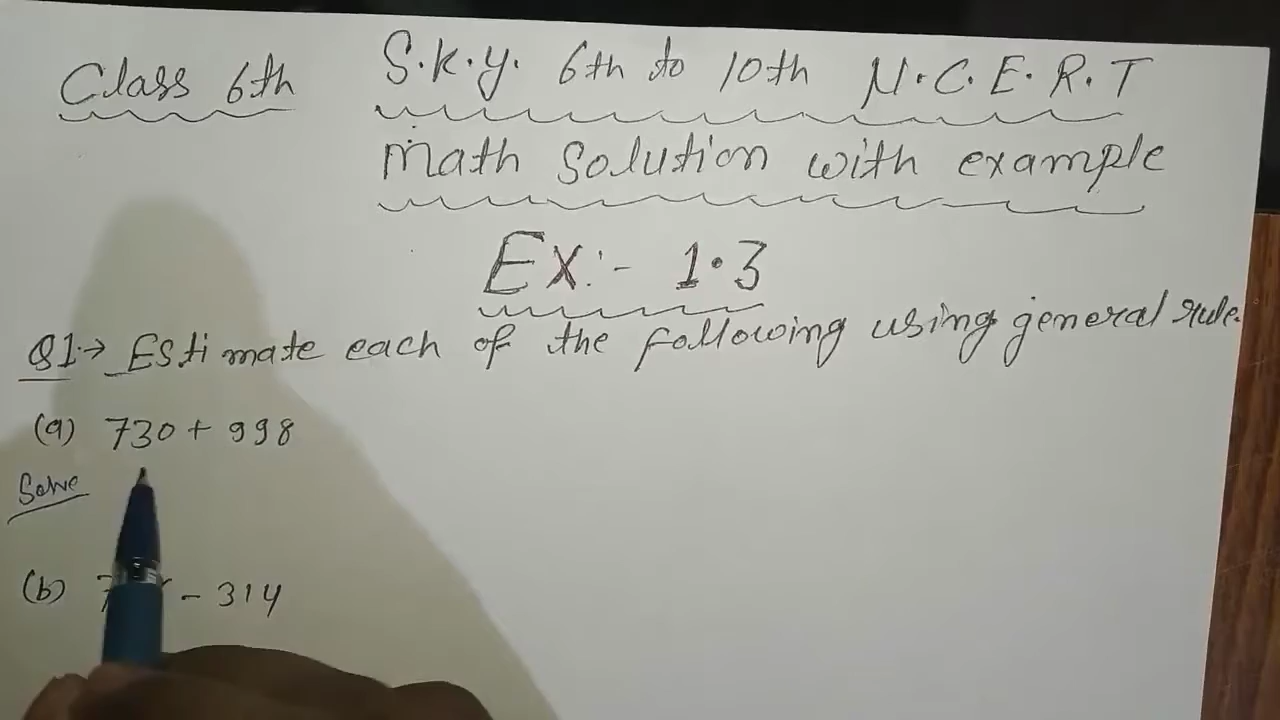 Class 6th
S.K.Y. 6th to 10th N.C.E.R.T
math Solution with example
Ex:- 1.3
Q1:→ Estimate each of the following using general rule.
(a) 730 + 998
Solve
(b) - 314